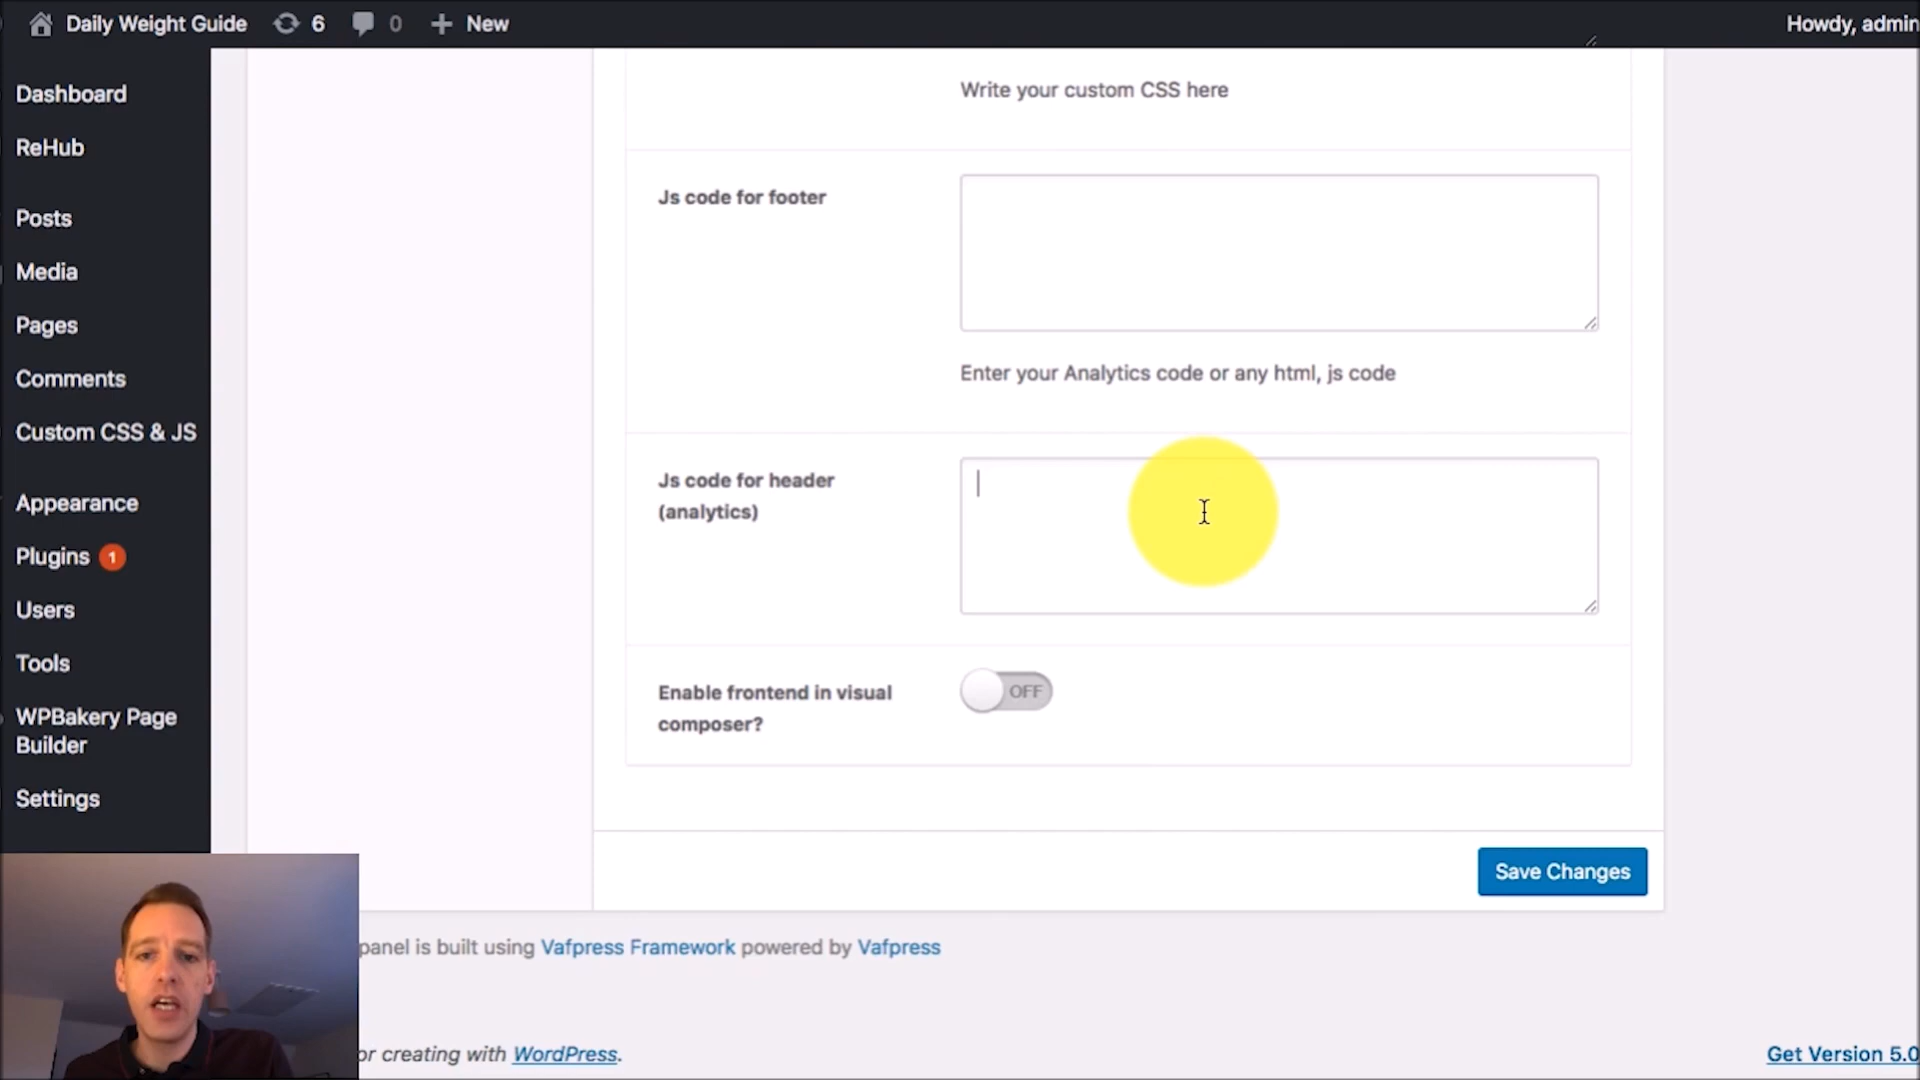 Daily Weight Guide 6 0 New Howdy, admin
Dashboard
ReHub
Posts
Media
Pages
Comments
Custom CSS & JS
Appearance
Plugins 1
Users
Tools
WPBakery Page
Builder
Settings
Write your custom CSS here
Js code for footer
Enter your Analytics code or any html, js code
Js code for header
(analytics)
Enable frontend in visual
composer?
OFF
Save Changes
panel is built using Vafpress Framework powered by Vafpress
or creating with WordPress.
Get Version 5.0